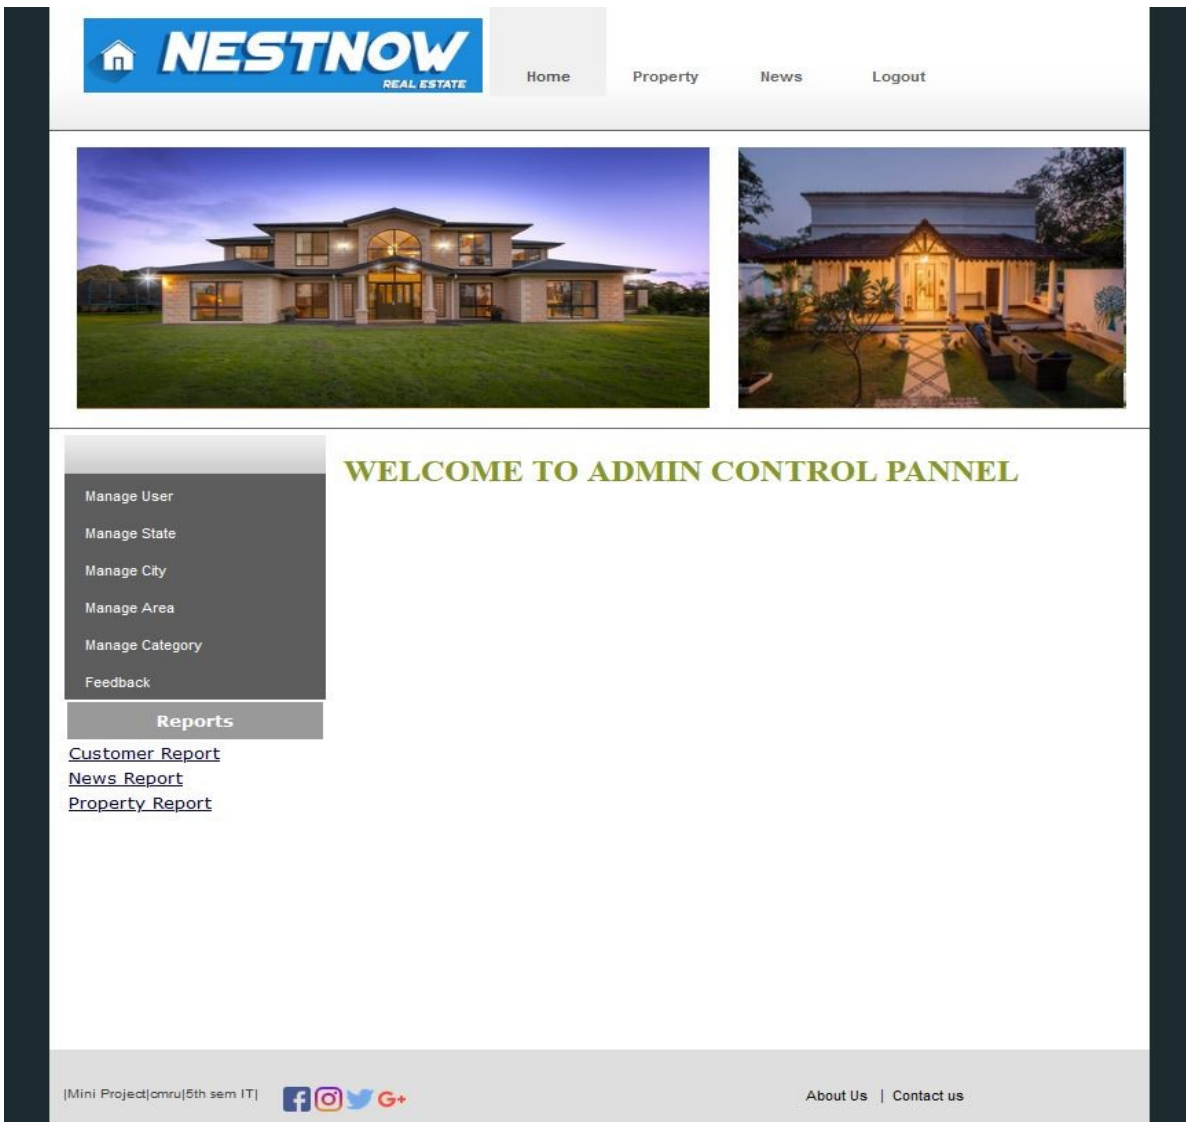 NESTNOW
REAL ESTATE
Home Property News Logout
WELCOME TO ADMIN CONTROL PANNEL
Manage User
Manage State
Manage City
Manage Area
Manage Category
Feedback
Reports
Customer Report
News Report
Property Report
|Mini Project|cmru|5th sem IT| f G+ About Us | Contact us